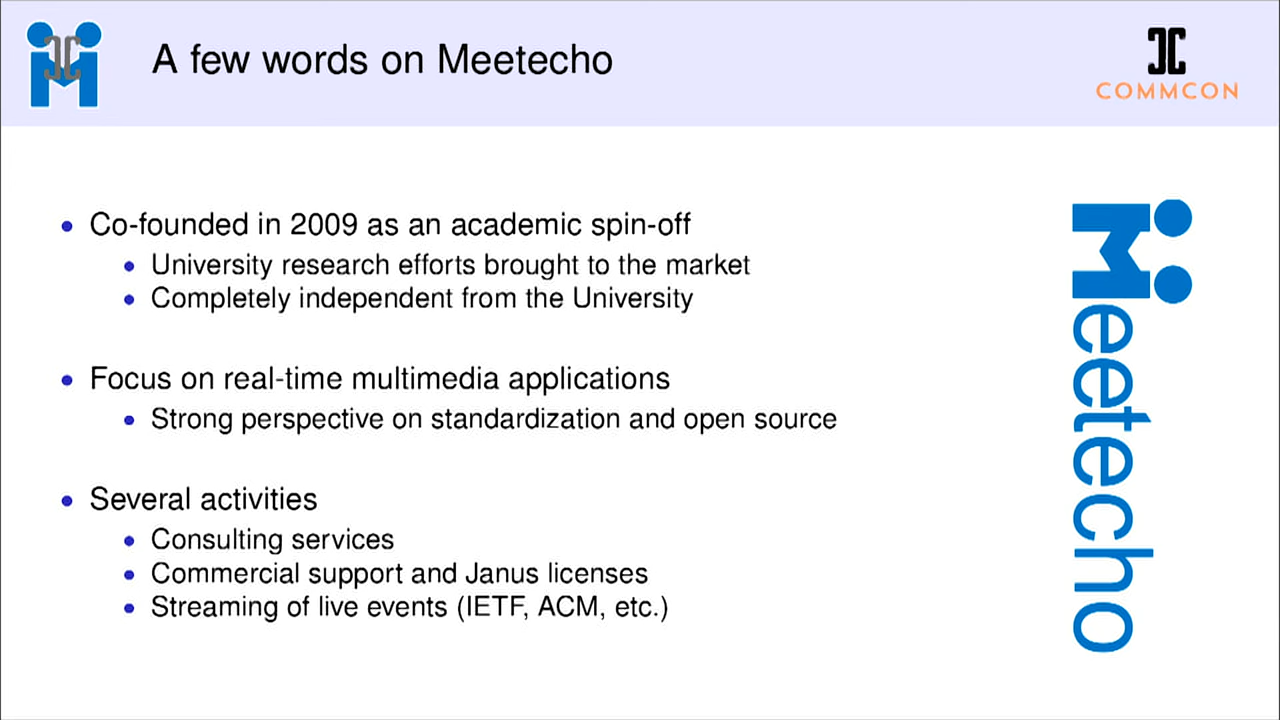 A few words on Meetecho
COMMCON
Co-founded in 2009 as an academic spin-off
University research efforts brought to the market
Completely independent from the University
Focus on real-time multimedia applications
Strong perspective on standardization and open source
Several activities
Consulting services
Commercial support and Janus licenses
Streaming of live events (IETF, ACM, etc.)
Meetecho